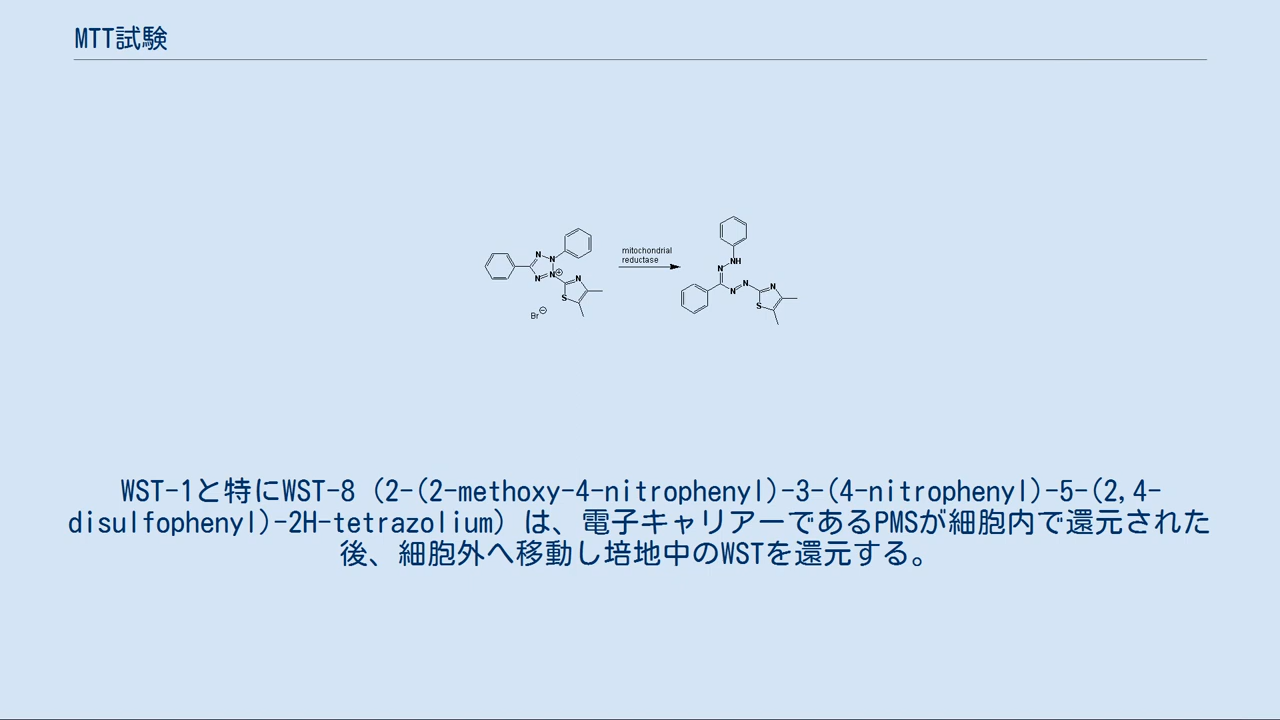 MTT試験
mitochondrial
reductase
N
N
N
N
⊕
N
S
Br
⊖
NH
N
N
N
N
S
WST-1と特にWST-8 (2-(2-methoxy-4-nitrophenyl)-3-(4-nitrophenyl)-5-(2,4-
disulfophenyl)-2H-tetrazolium) は、電子キャリアーであるPMSが細胞内で還元された
後、細胞外へ移動し培地中のWSTを還元する。